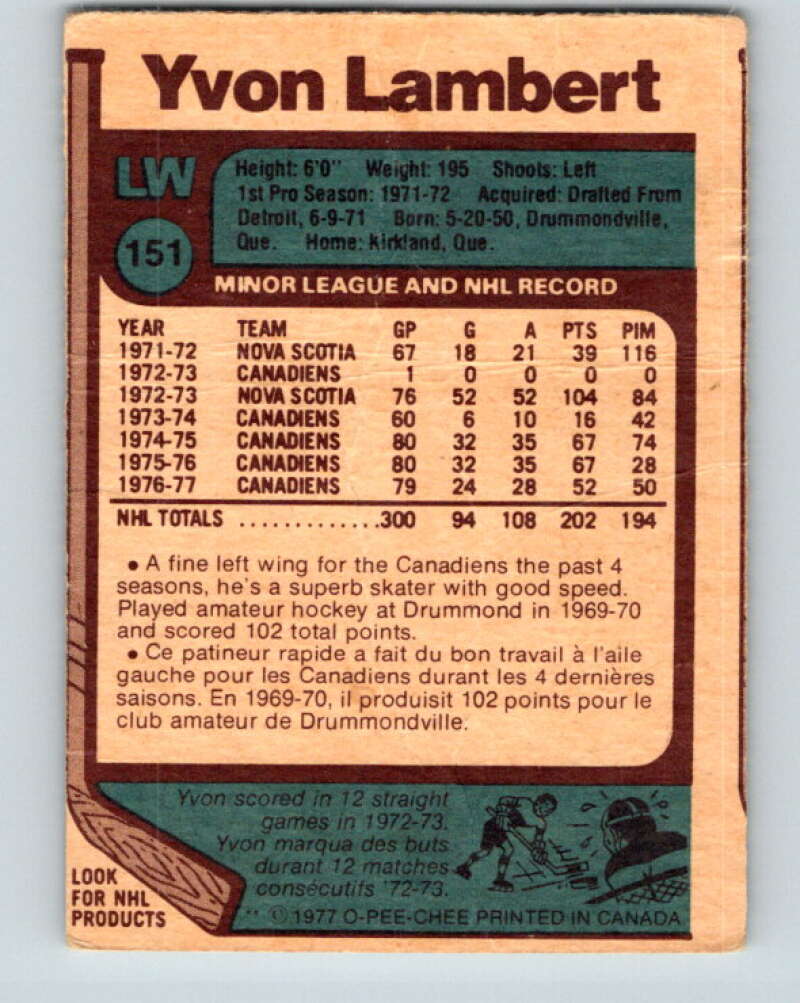 Yvon Lambert
LW
151
Height: 6'0" Weight: 195 Shoots: Left
1st Pro Season: 1971-72 Acquired: Drafted From
Detroit, 6-9-71 Born: 5-20-50, Drummondville,
Que. Home: Kirkland, Que.
MINOR LEAGUE AND NHL RECORD
YEAR TEAM GP G A PTS PIM
1971-72 NOVA SCOTIA 67 18 21 39 116
1972-73 CANADIENS 1 0 0 0 0
1972-73 NOVA SCOTIA 76 52 52 104 84
1973-74 CANADIENS 60 6 10 16 42
1974-75 CANADIENS 80 32 35 67 74
1975-76 CANADIENS 80 32 35 67 28
1976-77 CANADIENS 79 24 28 52 50
NHL TOTALS ..............300 94 108 202 194
• A fine left wing for the Canadiens the past 4
seasons, he's a superb skater with good speed.
Played amateur hockey at Drummond in 1969-70
and scored 102 total points.
• Ce patineur rapide a fait du bon travail à l'aile
gauche pour les Canadiens durant les 4 dernières
saisons. En 1969-70, il produisit 102 points pour le
club amateur de Drummondville.
Yvon scored in 12 straight
games in 1972-73.
Yvon marqua des buts
durant 12 matches
consécutifs '72-73.
LOOK
FOR NHL
PRODUCTS
** ©1977 O-PEE-CHEE PRINTED IN CANADA